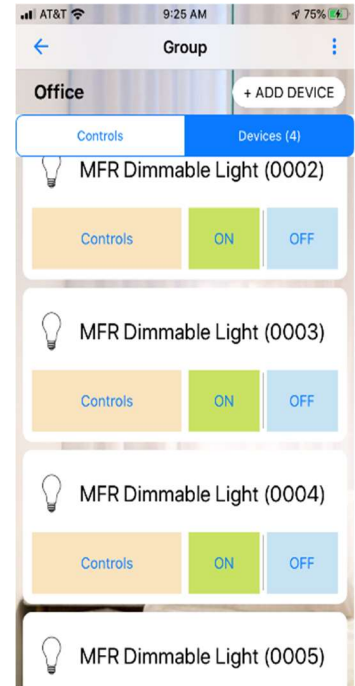 AT&T 9:25 AM 75%
Group
Office + ADD DEVICE
Controls Devices (4)
MFR Dimmable Light (0002)
Controls ON OFF
MFR Dimmable Light (0003)
Controls ON OFF
MFR Dimmable Light (0004)
Controls ON OFF
MFR Dimmable Light (0005)